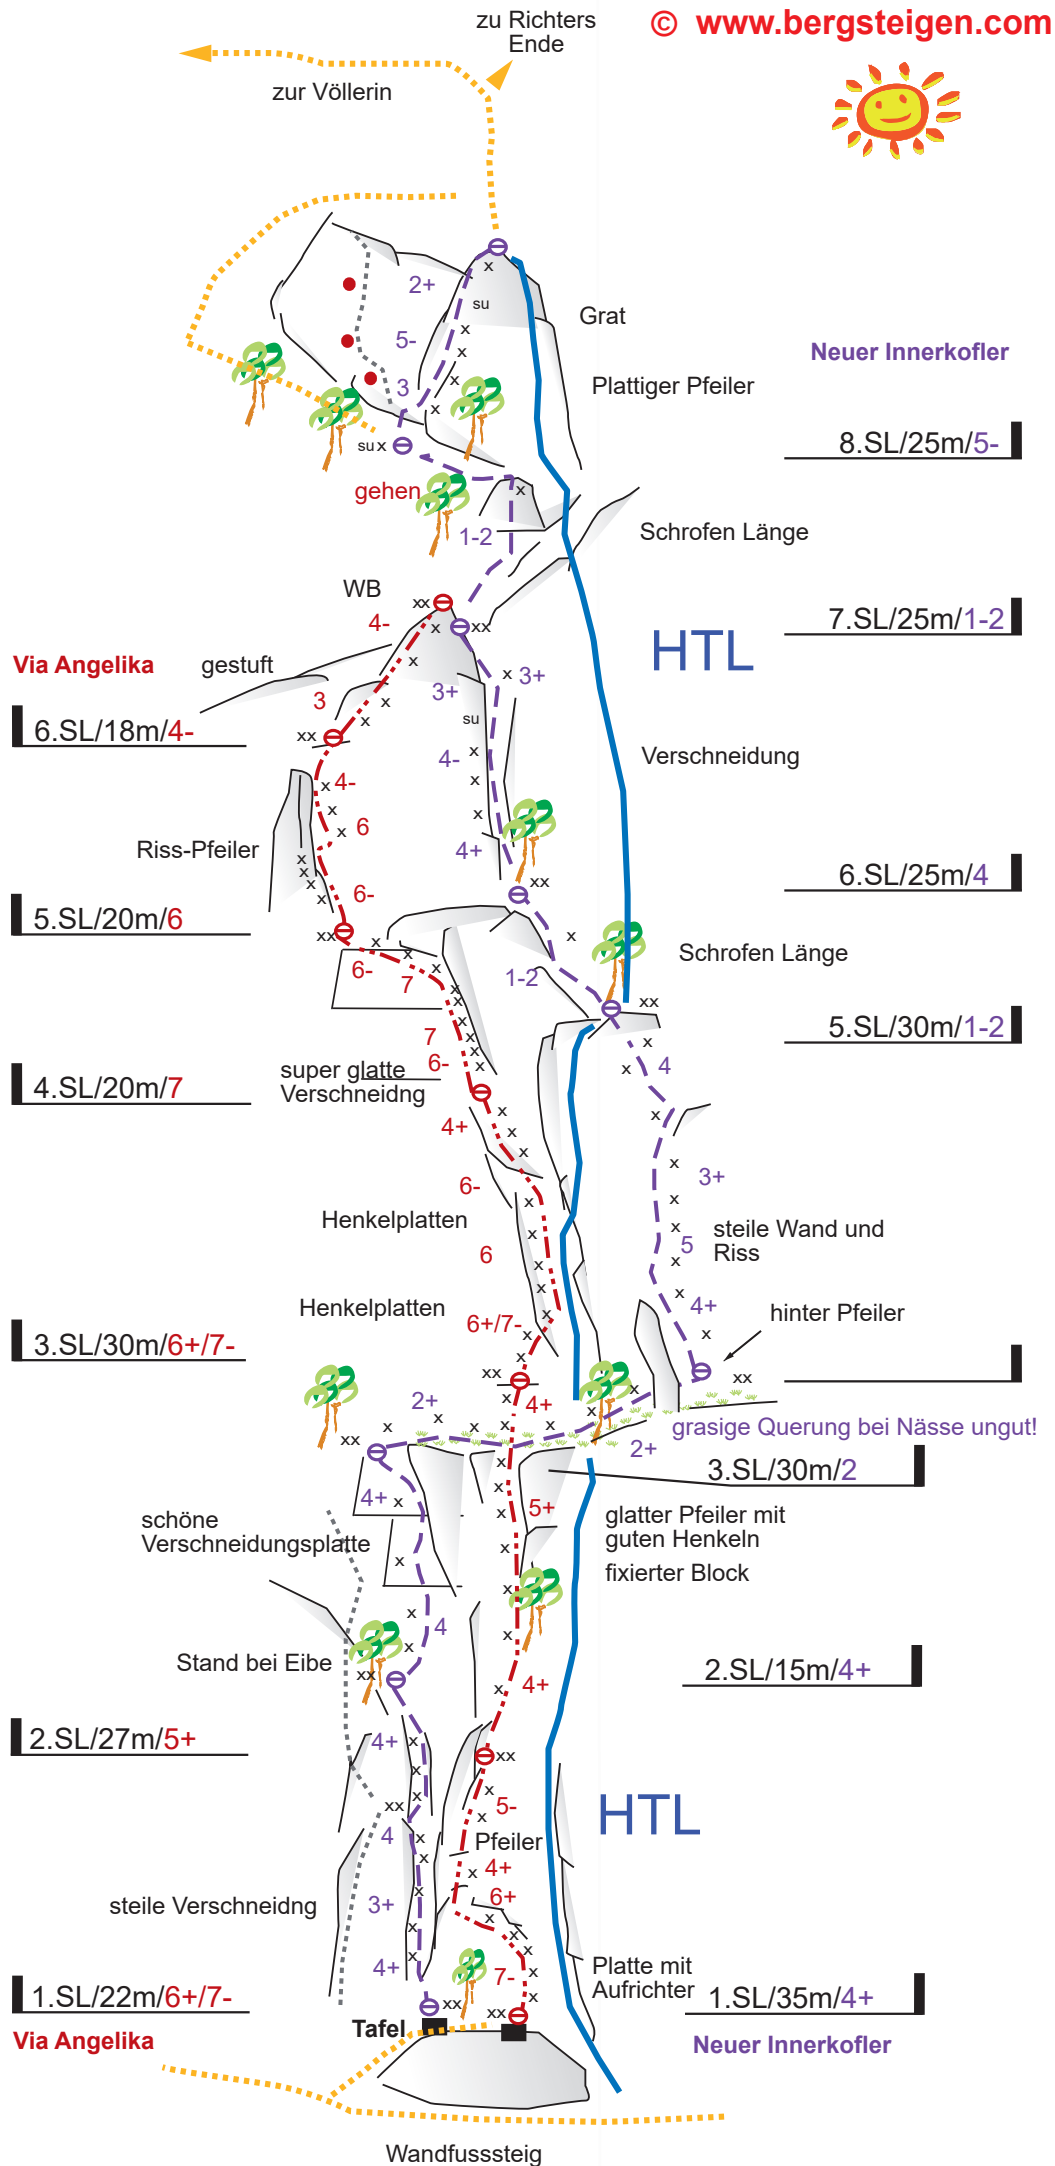 © www.bergsteigen.com
zu Richters
Ende
zur Völlerin
2+
x
su
Grat
5-
x
x
Neuer Innerkofler
3
x
Plattiger Pfeiler
x
8.SL/25m/5-
su x
gehen
x
1-2
Schrofen Länge
WB
xx
4-
x
xx
7.SL/25m/1-2
HTL
Via Angelika
gestuft
x
x
3+
3
x
3+
x
su
6.SL/18m/4-
xx
4-
x
Verschneidung
4-
x
x
x
6
x
x
Riss-Pfeiler
4+
x
x
x
xx
6.SL/25m/4
6-
x
5.SL/20m/6
xx
x
x
Schrofen Länge
6-
7
x
x
1-2
x
x
xx
5.SL/30m/1-2
x
7
x
x
6-
x
x
4
super glatte
Verschneidng
4.SL/20m/7
x
x
4+
x
x
x
3+
6-
x
x
Henkelplatten
x
x
steile Wand und
Riss
5
6
x
x
x
x
Henkelplatten
4+
hinter Pfeiler
x
6+/7-
x
x
3.SL/30m/6+/7-
x
xx
xx
x
4+
x
2+
x
x
x
x
x
x
xx
grasige Querung bei Nässe ungut!
2+
x
3.SL/30m/2
x
4+
x
x
5+
glatter Pfeiler mit
guten Henkeln
schöne
Verschneidungsplatte
x
x
fixierter Block
x
x
4
x
x
Stand bei Eibe
xx
2.SL/15m/4+
x
4+
2.SL/27m/5+
4+
x
xx
x
x
xx
5-
x
HTL
4
x
Pfeiler
x
4+
x
x
6+
3+
steile Verschneidng
x
x
x
x
4+
x
x
7-
x
Platte mit
Aufrichter
x
1.SL/22m/6+/7-
xx
xx
1.SL/35m/4+
Tafel
Via Angelika
Neuer Innerkofler
Wandfusssteig